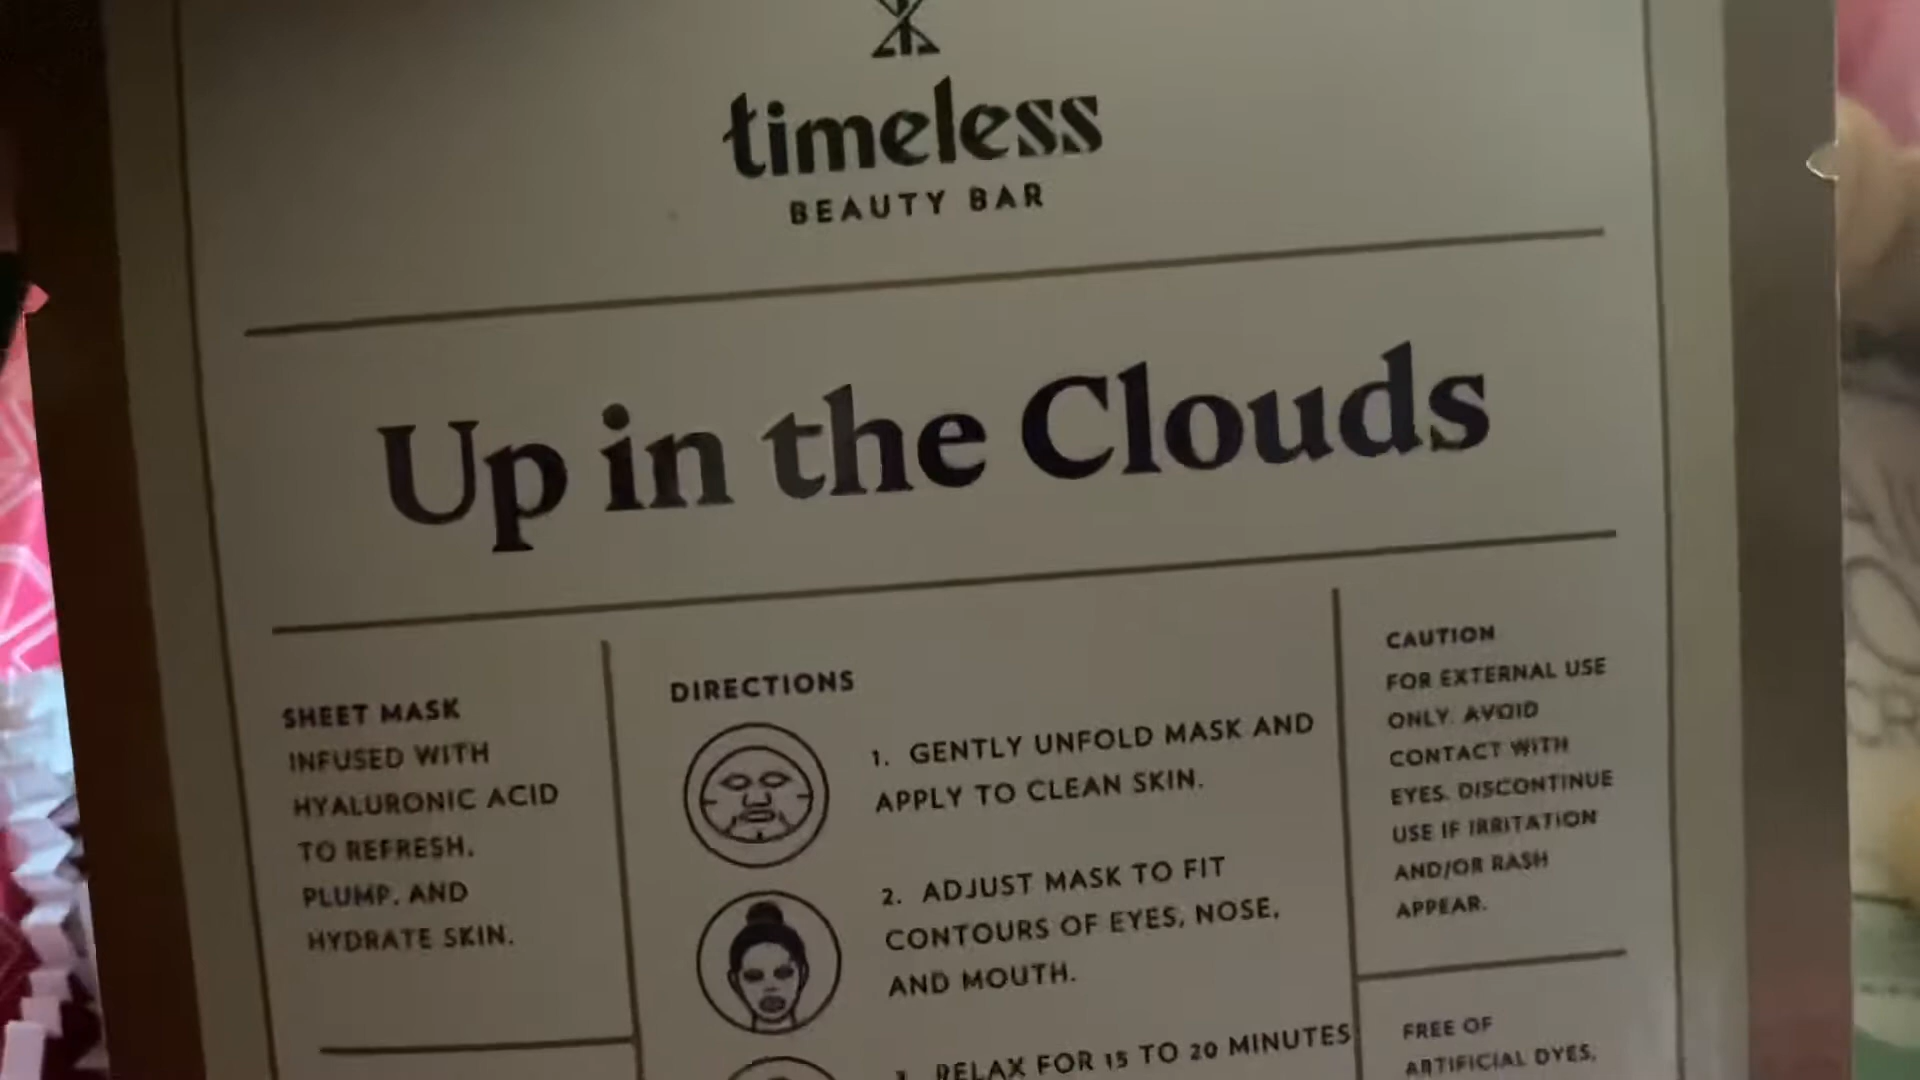 timeless
BEAUTY BAR
Up in the Clouds
SHEET MASK
INFUSED WITH
HYALURONIC ACID
TO REFRESH,
PLUMP, AND
HYDRATE SKIN.
DIRECTIONS
1. GENTLY UNFOLD MASK AND
APPLY TO CLEAN SKIN.
2. ADJUST MASK TO FIT
CONTOURS OF EYES, NOSE,
AND MOUTH.
3. RELAX FOR 15 TO 20 MINUTES
CAUTION
FOR EXTERNAL USE
ONLY. AVOID
CONTACT WITH
EYES. DISCONTINUE
USE IF IRRITATION
AND/OR RASH
APPEAR.
FREE OF
ARTIFICIAL DYES,